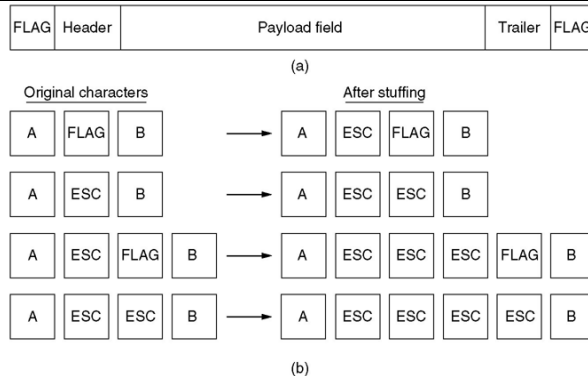 FLAG Header Payload field Trailer FLAG
(a)
Original characters After stuffing
A FLAG B A ESC FLAG B
A ESC B A ESC ESC B
A ESC FLAG B A ESC ESC ESC FLAG B
A ESC ESC B A ESC ESC ESC ESC B
(b)